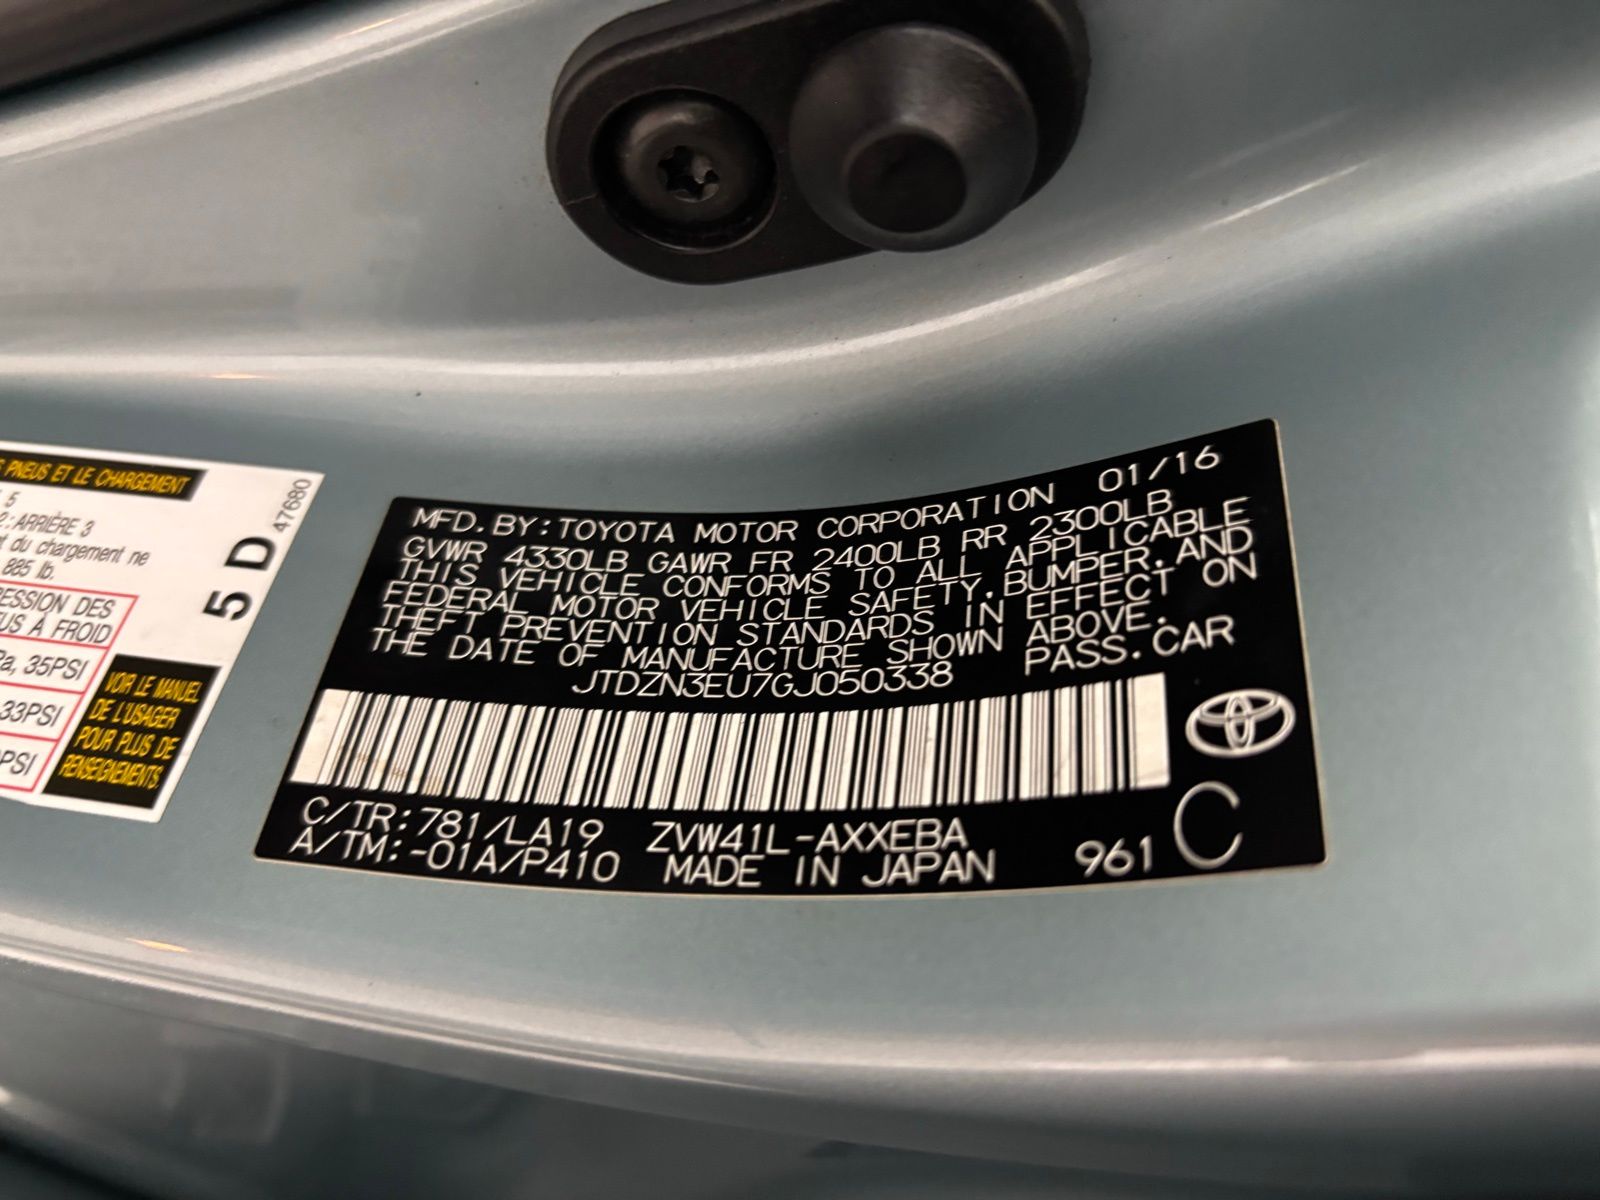 PNEUS ET LE CHARGEMENT
5
2: ARRIÈRE 3
du chargement ne
885 lb.
5 D
47680
PRESSION DES
À FROID
35PSI
33PSI
PSI
VOIR LE MANUEL
DE L'USAGER
POUR PLUS DE
RENSEIGNEMENTS
MFD. BY: TOYOTA MOTOR CORPORATION 01/16
GVWR 4330LB GAWR FR 2400LB RR 2300LB
THIS VEHICLE CONFORMS TO ALL APPLICABLE
FEDERAL MOTOR VEHICLE SAFETY, BUMPER, AND
THEFT PREVENTION STANDARDS IN EFFECT ON
THE DATE OF MANUFACTURE SHOWN ABOVE.
JTDZN3EU7GJ050338 PASS. CAR
C/TR: 781/LA19 ZVW41L-AXXEBA
A/TM: -01A/P410 MADE IN JAPAN 961 C